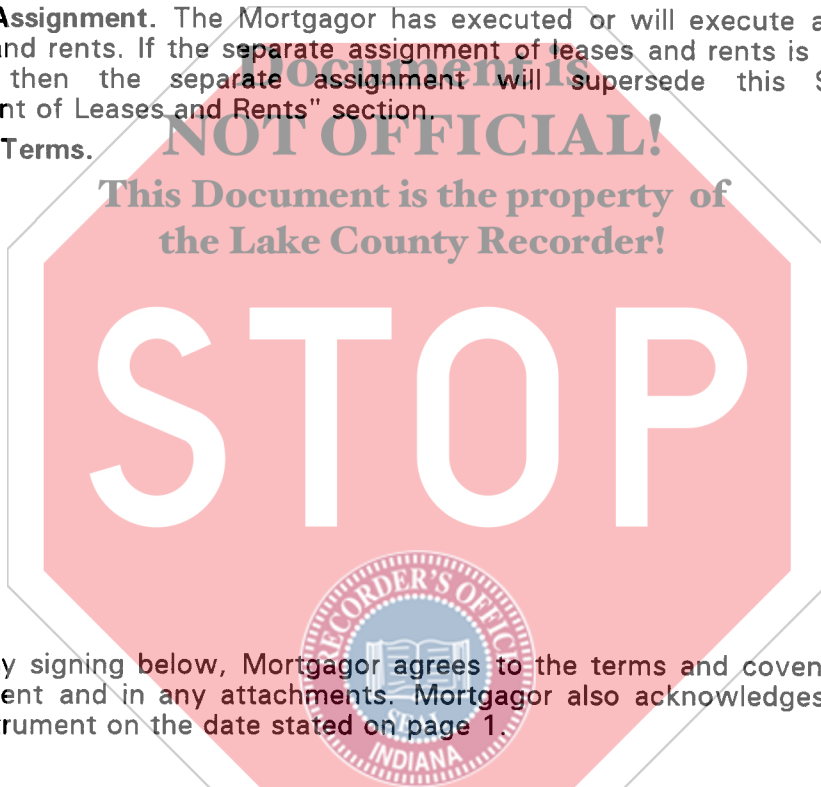 Assignment. The Mortgagor has executed or will execute a
nd rents. If the separate assignment of leases and rents is
then the separate assignment will supersede this S
nt of Leases and Rents" section.
Terms.
Document is
NOT OFFICIAL!
This Document is the property of
the Lake County Recorder!
STOP
RECORDER'S OFFICE
SEAL
INDIANA
y signing below, Mortgagor agrees to the terms and coven
ent and in any attachments. Mortgagor also acknowledges
rument on the date stated on page 1.